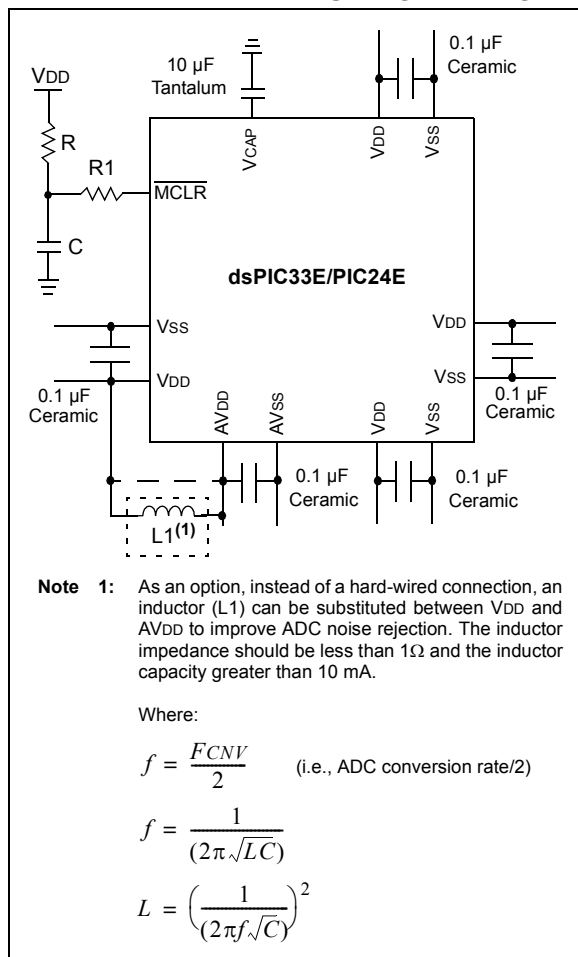 10 µF
Tantalum
0.1 µF
Ceramic
VDD
R
R1
C
VCAP
VDD
VSS
MCLR
dsPIC33E/PIC24E
VSS
VDD
VDD
VSS
0.1 µF
Ceramic
0.1 µF
Ceramic
AVDD
AVSS
VDD
VSS
0.1 µF
Ceramic
0.1 µF
Ceramic
L1(1)
Note 1: As an option, instead of a hard-wired connection, an
inductor (L1) can be substituted between VDD and
AVDD to improve ADC noise rejection. The inductor
impedance should be less than 1Ω and the inductor
capacity greater than 10 mA.
Where:
f = FCNV / 2 (i.e., ADC conversion rate/2)
f = 1 / (2π√LC)
L = (1 / (2πf√C))²